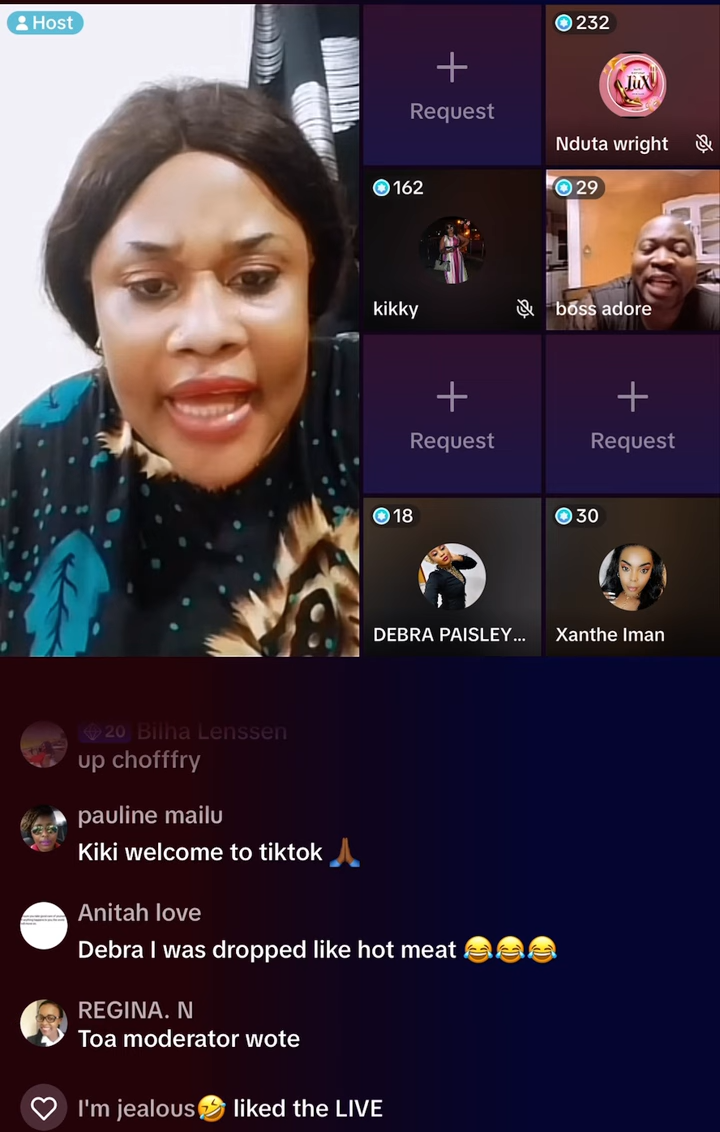 Host
Request
232
LuX
Nduta wright
162
kikky
29
boss adore
Request
Request
18
DEBRA PAISLEY...
30
Xanthe Iman
20 Bilha Lenssen
up chofffry
pauline mailu
Kiki welcome to tiktok 🙏🏾
Anitah love
Debra I was dropped like hot meat 😂😂😂
REGINA. N
Toa moderator wote
I'm jealous🤣 liked the LIVE